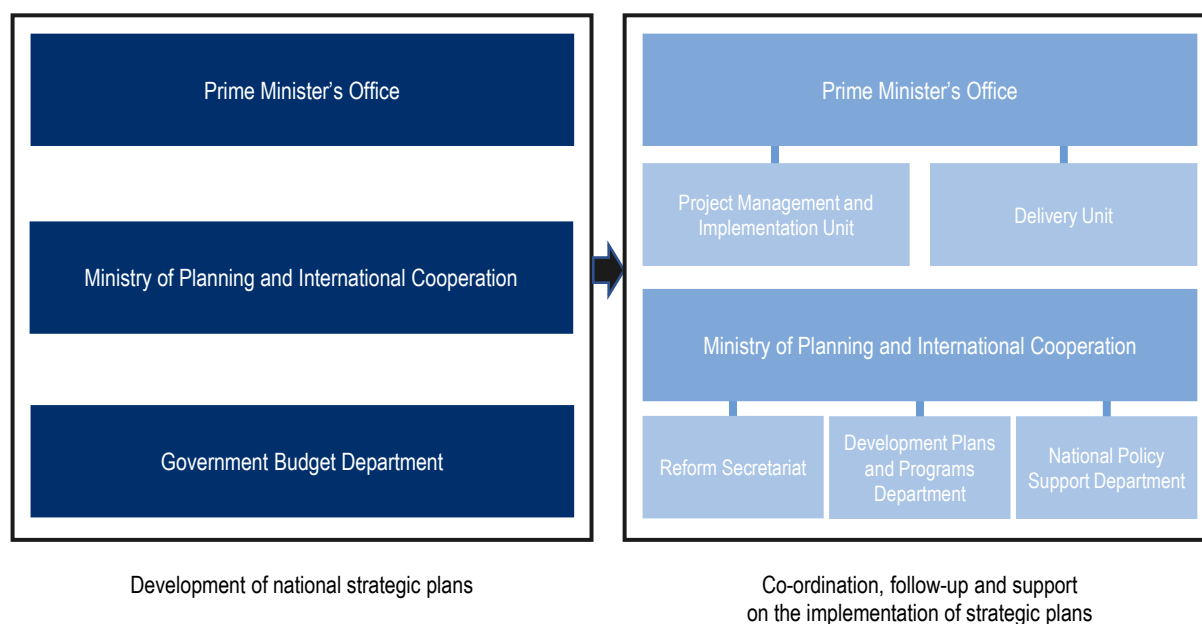 Prime Minister’s Office
Ministry of Planning and International Cooperation
Government Budget Department
Development of national strategic plans
Prime Minister’s Office
Project Management and
Implementation Unit
Delivery Unit
Ministry of Planning and International Cooperation
Reform Secretariat
Development Plans
and Programs
Department
National Policy
Support Department
Co-ordination, follow-up and support
on the implementation of strategic plans